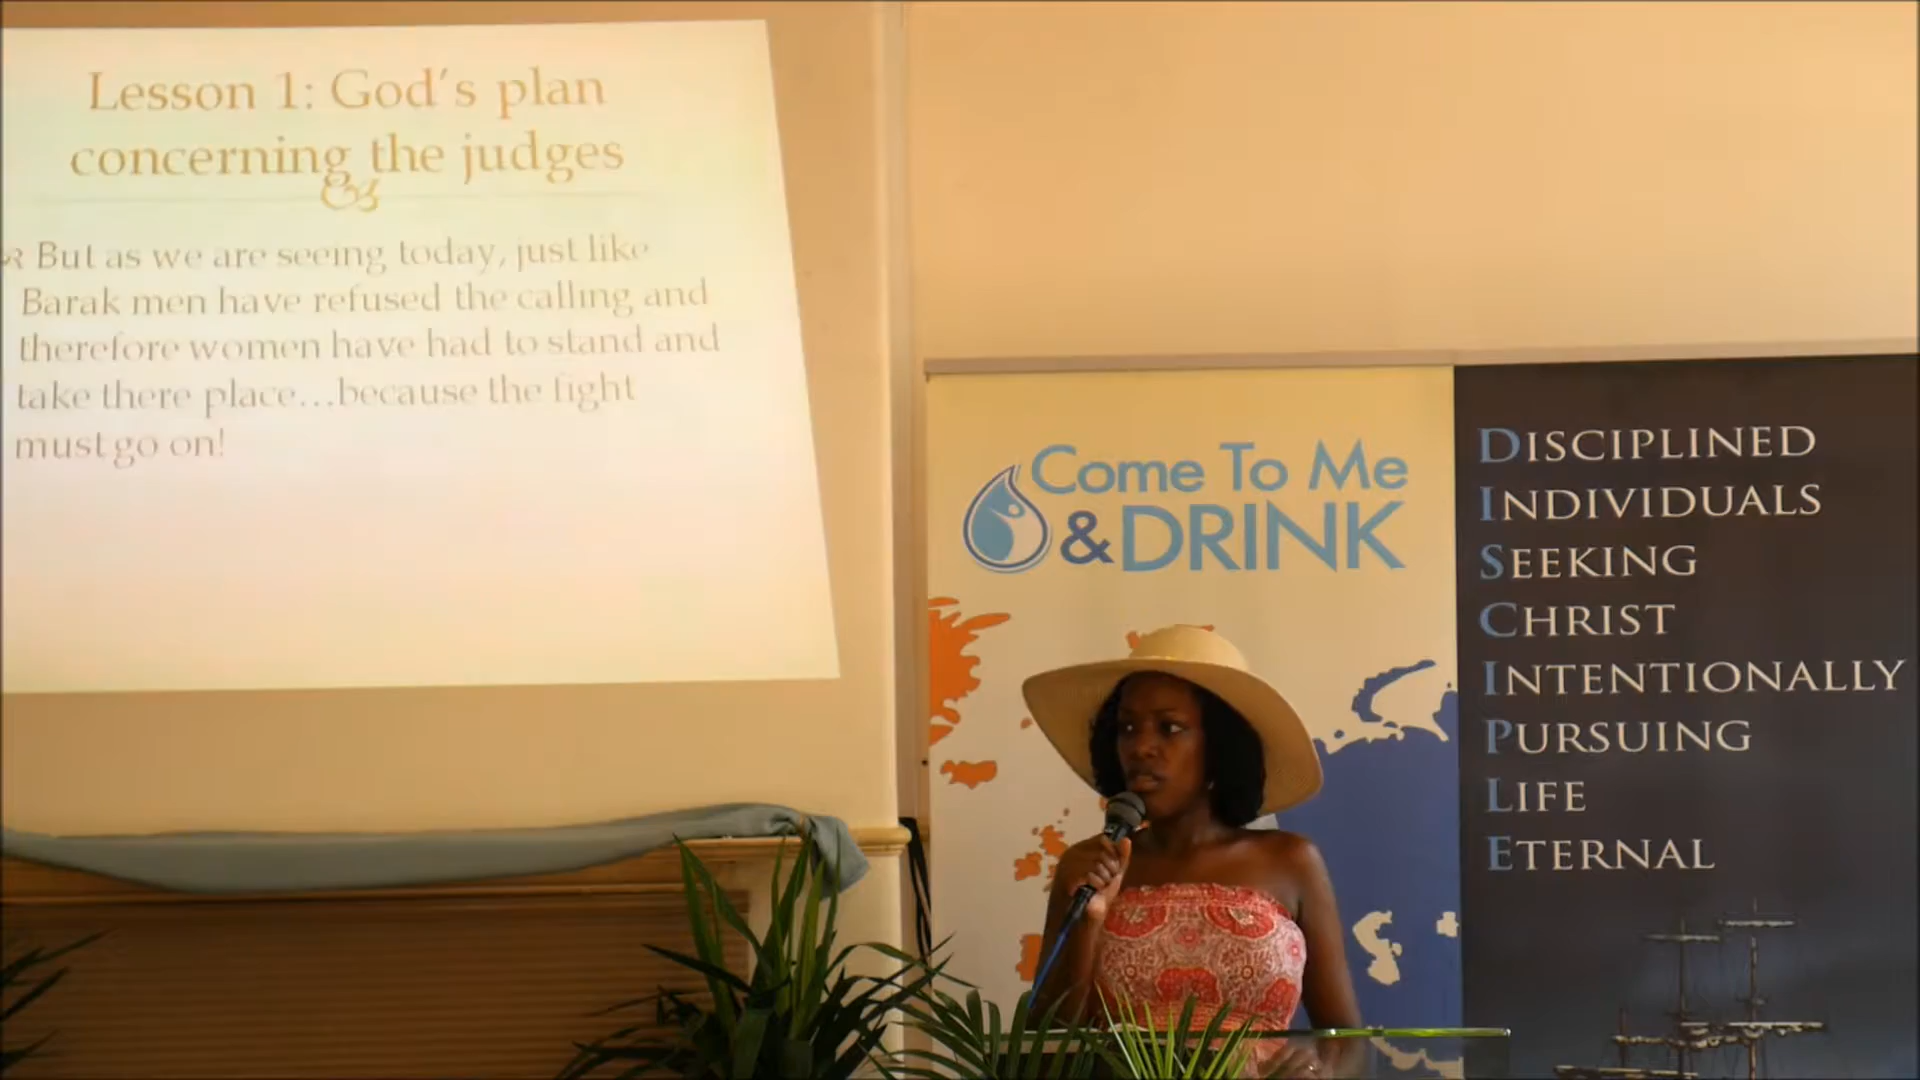 Lesson 1: God's plan
concerning the judges
But as we are seeing today, just like
Barak men have refused the calling and
therefore women have had to stand and
take there place...because the fight
must go on!
Come To Me
& DRINK
DISCIPLINED
INDIVIDUALS
SEEKING
CHRIST
INTENTIONALLY
PURSUING
LIFE
ETERNAL